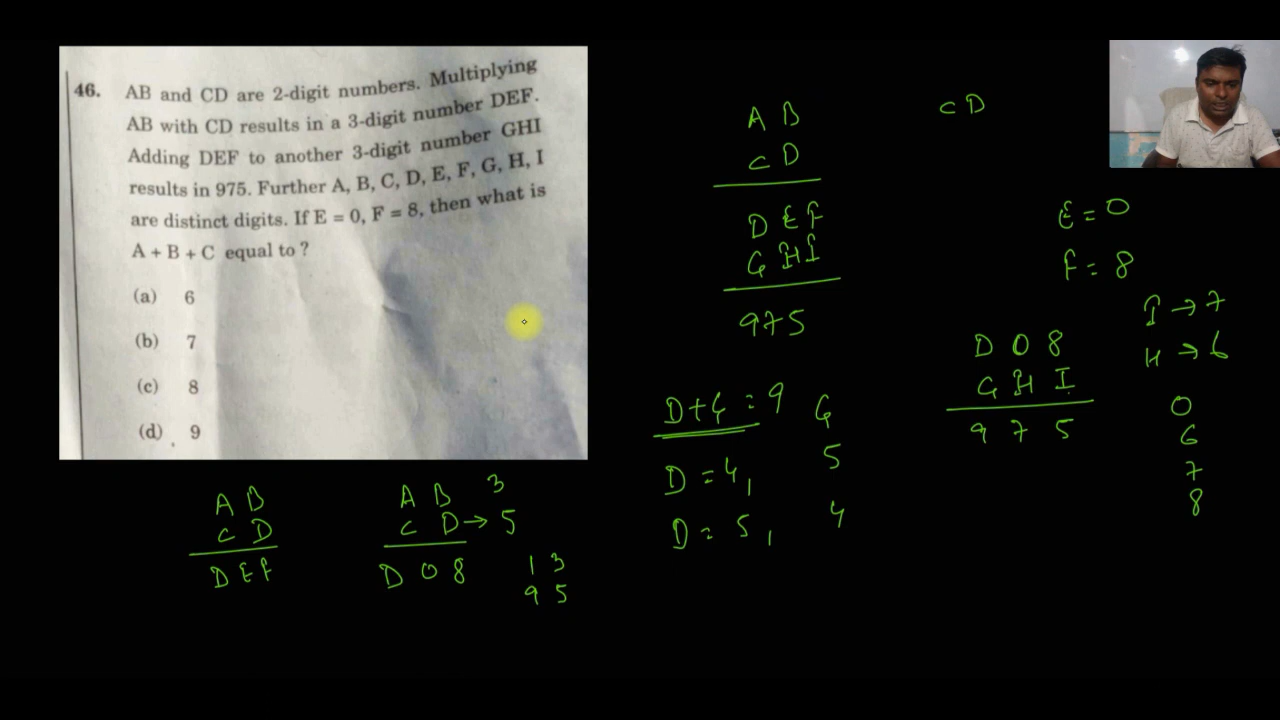 46. AB and CD are 2-digit numbers. Multiplying
AB with CD results in a 3-digit number DEF.
Adding DEF to another 3-digit number GHI
results in 975. Further A, B, C, D, E, F, G, H, I
are distinct digits. If E = 0, F = 8, then what is
A + B + C equal to ?
(a) 6
(b) 7
(c) 8
(d) 9
A B
C D
D E F
G H I
9 7 5
C D
E = 0
F = 8
I → 7
H → 6
0
6
7
8
D 0 8
G H I
9 7 5
D + G = 9
D = 4,
D = 5,
G
5
4
A B
C D
D E F
A B 3
C D → 5
D 0 8
1 3
9 5